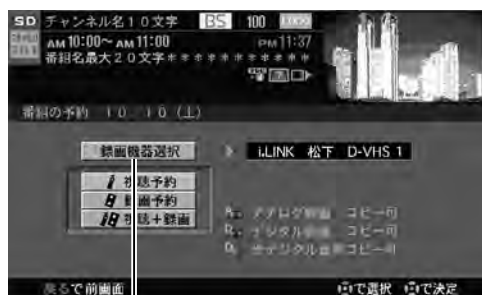 SD チャンネル名10文字 BS 100 LOGO
AM 10:00~AM 11:00 PM 11:37
番組名最大20文字**********
番組の予約 10/10(土)
録画機器選択 i.LINK 松下 D-VHS 1
視聴予約
録画予約
視聴+録画
アナログ録画 コピー可
デジタル録画 コピー可
光デジタル音声コピー可
戻るで前画面 で選択 で決定